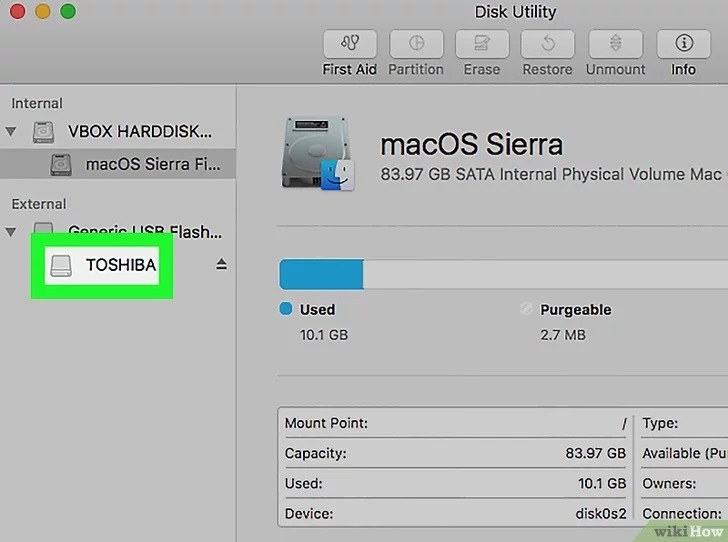 Disk Utility
First Aid
Partition
Erase
Restore
Unmount
Info
Internal
VBOX HARDDISK...
macOS Sierra Fi...
External
Generic USB Flash...
TOSHIBA
macOS Sierra
83.97 GB SATA Internal Physical Volume Mac
Used
10.1 GB
Purgeable
2.7 MB
Mount Point: /
Capacity: 83.97 GB
Used: 10.1 GB
Device: disk0s2
Type:
Available (Pu
Owners:
Connection:
wikiHow